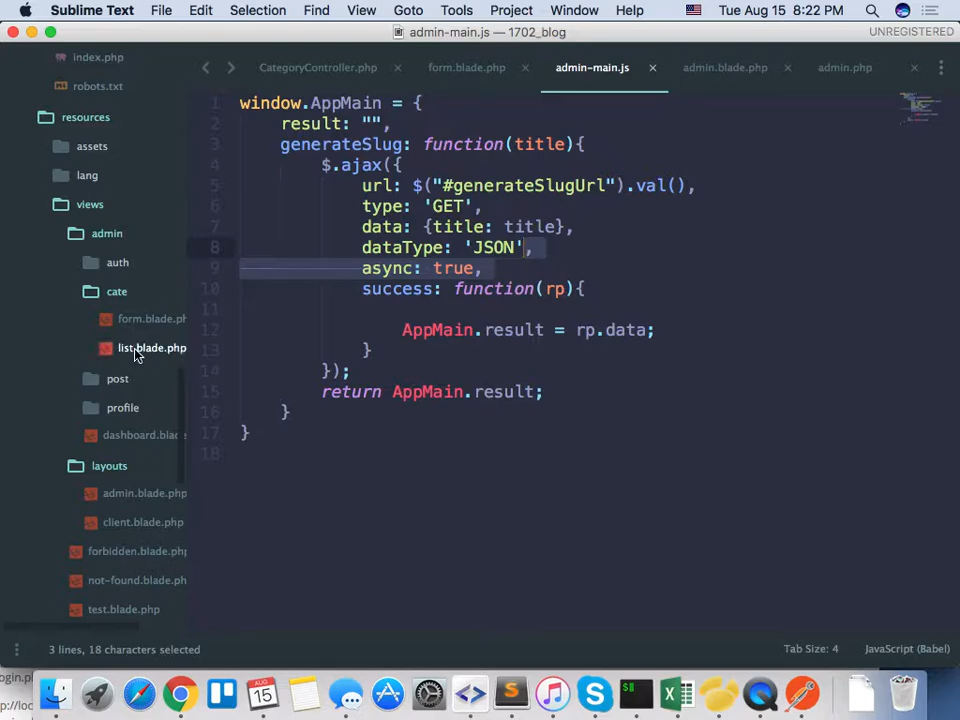 Sublime Text File Edit Selection Find View Goto Tools Project Window Help Tue Aug 15 8:22 PM
admin-main.js — 1702_blog UNREGISTERED
CategoryController.php form.blade.php admin-main.js admin.blade.php admin.php
index.php
robots.txt
resources
assets
lang
views
admin
auth
cate
form.blade.ph
list.blade.php
post
profile
dashboard.blad
layouts
admin.blade.php
client.blade.php
forbidden.blade.php
not-found.blade.ph
test.blade.php
1 window.AppMain = {
2 result: "",
3 generateSlug: function(title){
4 $.ajax({
5 url: $("#generateSlugUrl").val(),
6 type: 'GET',
7 data: {title: title},
8 dataType: 'JSON',
9 async: true,
10 success: function(rp){
11
12 AppMain.result = rp.data;
13 }
14 });
15 return AppMain.result;
16 }
17 }
18
3 lines, 18 characters selected Tab Size: 4 JavaScript (Babel)
ogin.p
p://loc
15